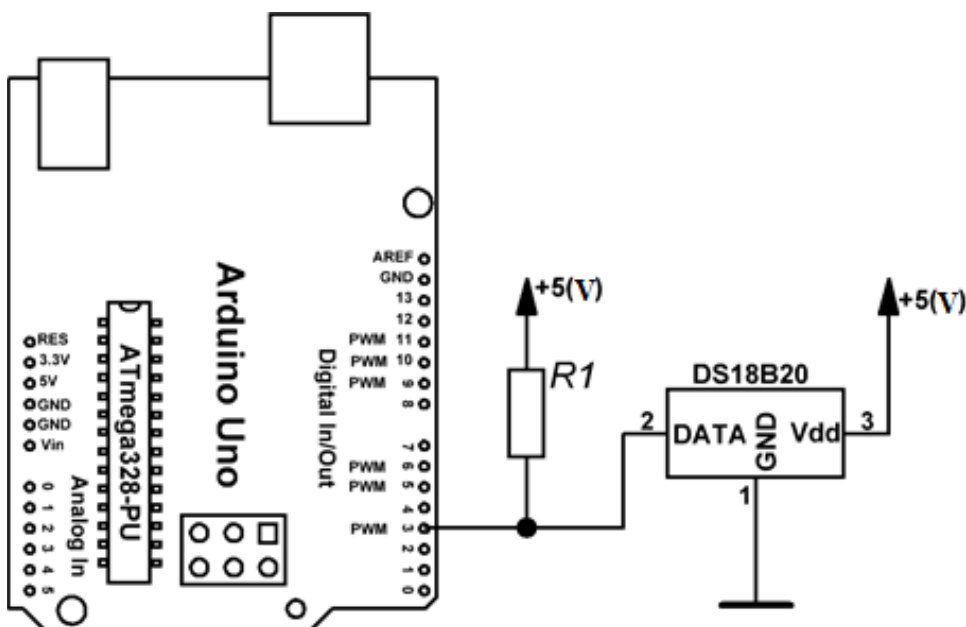 AREF
GND
13
12
PWM 11
PWM 10
PWM 9
8
7
PWM 6
PWM 5
4
PWM 3
2
1
0
Digital In/Out
Arduino Uno
ATmega328-PU
RES
3.3V
5V
GND
GND
Vin
0
1
2
3
4
5
Analog In
+5(V)
R1
+5(V)
DS18B20
2 DATA GND Vdd 3
1